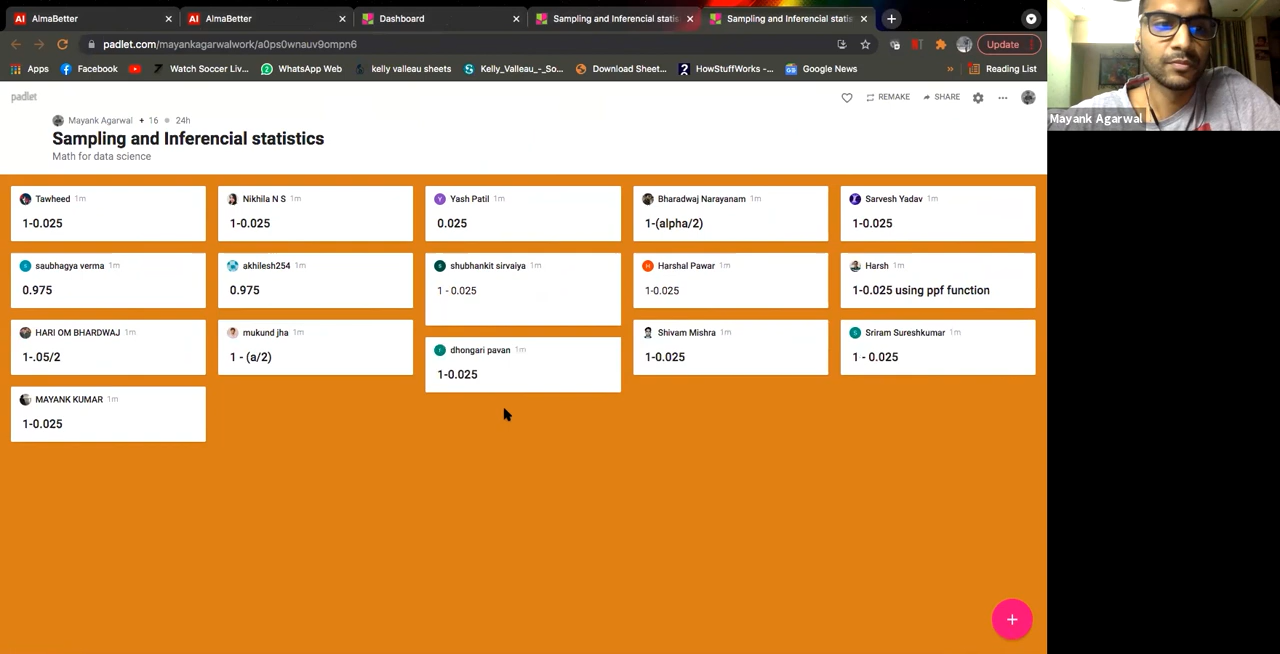 AlmaBetter
AlmaBetter
Dashboard
Sampling and Inferencial statis
Sampling and Inferencial statis
padlet.com/mayankagarwalwork/a0ps0wnauv9ompn6
Update
Apps
Facebook
Watch Soccer Liv...
WhatsApp Web
kelly valleau sheets
Kelly_Valleau_-_So...
Download Sheet...
HowStuffWorks -...
Google News
»
Reading List
padlet
REMAKE
SHARE
Mayank Agarwal + 16 24h
Sampling and Inferencial statistics
Math for data science
Mayank Agarwal
Tawheed 1m
1-0.025
Nikhila N S 1m
1-0.025
Yash Patil 1m
0.025
Bharadwaj Narayanam 1m
1-(alpha/2)
Sarvesh Yadav 1m
1-0.025
saubhagya verma 1m
0.975
akhilesh254 1m
0.975
shubhankit sirvaiya 1m
1 - 0.025
Harshal Pawar 1m
1-0.025
Harsh 1m
1-0.025 using ppf function
HARI OM BHARDWAJ 1m
1-.05/2
mukund jha 1m
1 - (a/2)
dhongari pavan 1m
1-0.025
Shivam Mishra 1m
1-0.025
Sriram Sureshkumar 1m
1 - 0.025
MAYANK KUMAR 1m
1-0.025